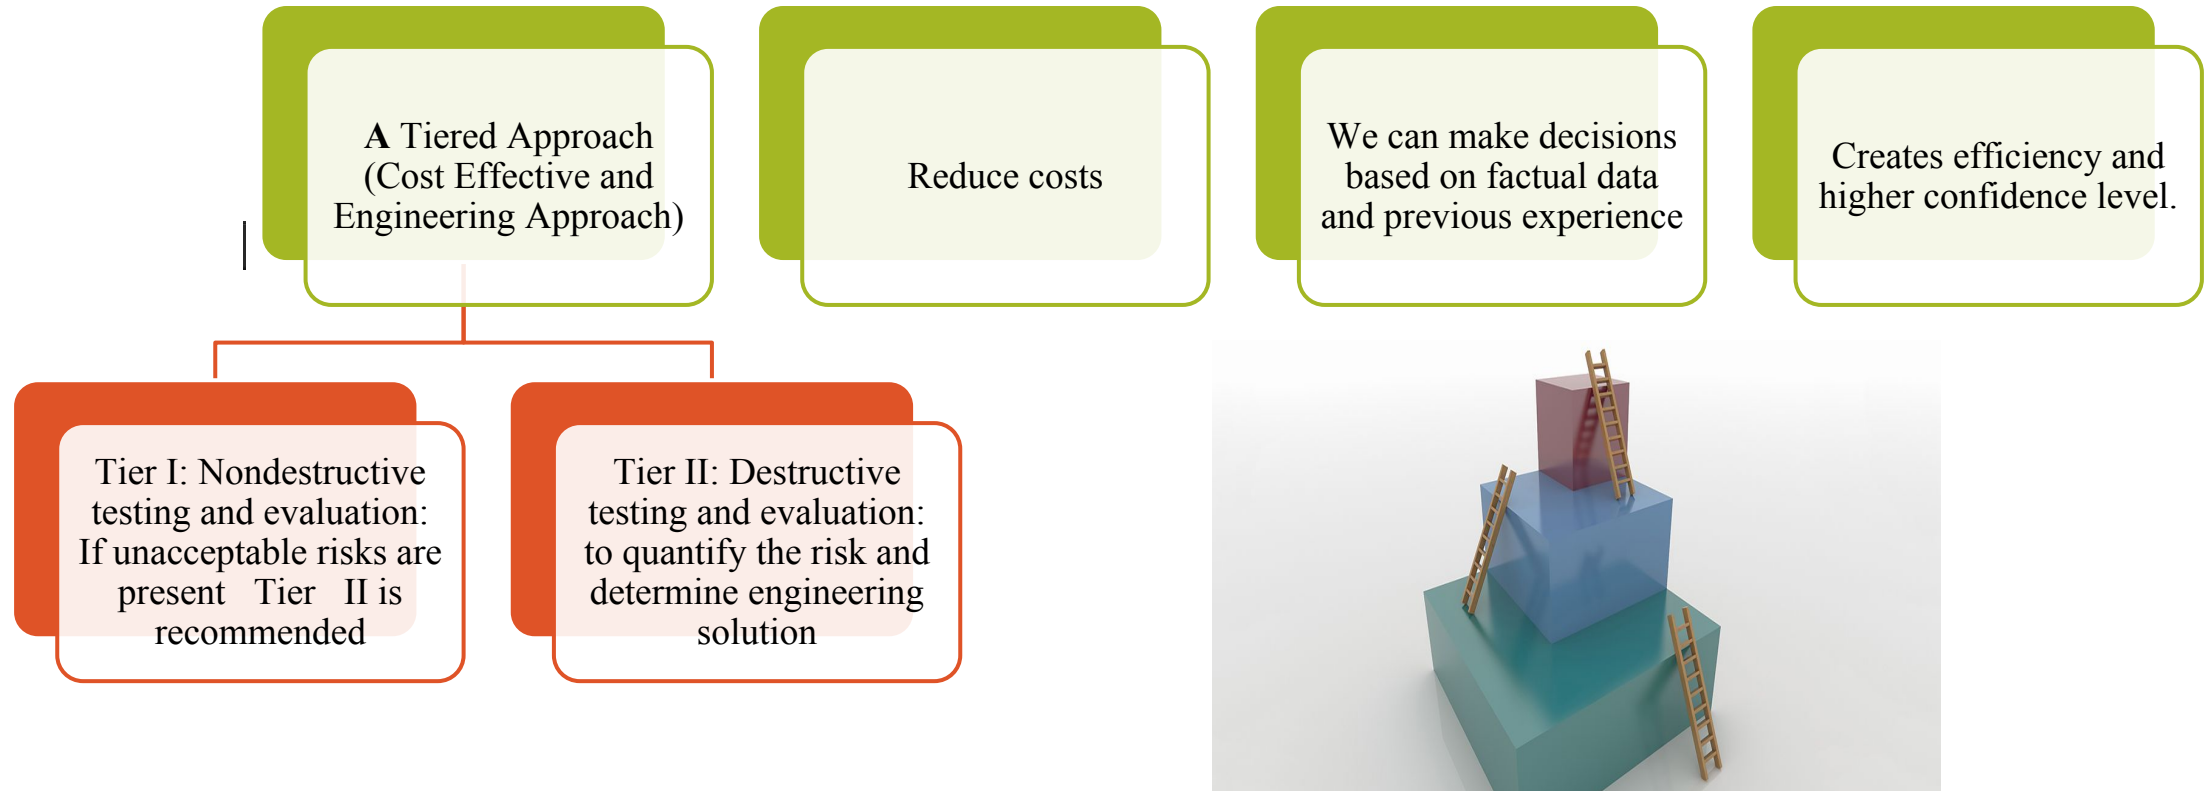 A Tiered Approach
(Cost Effective and
Engineering Approach)
Reduce costs
We can make decisions
based on factual data
and previous experience
Creates efficiency and
higher confidence level.
Tier I: Nondestructive
testing and evaluation:
If unacceptable risks are
present Tier II is
recommended
Tier II: Destructive
testing and evaluation:
to quantify the risk and
determine engineering
solution